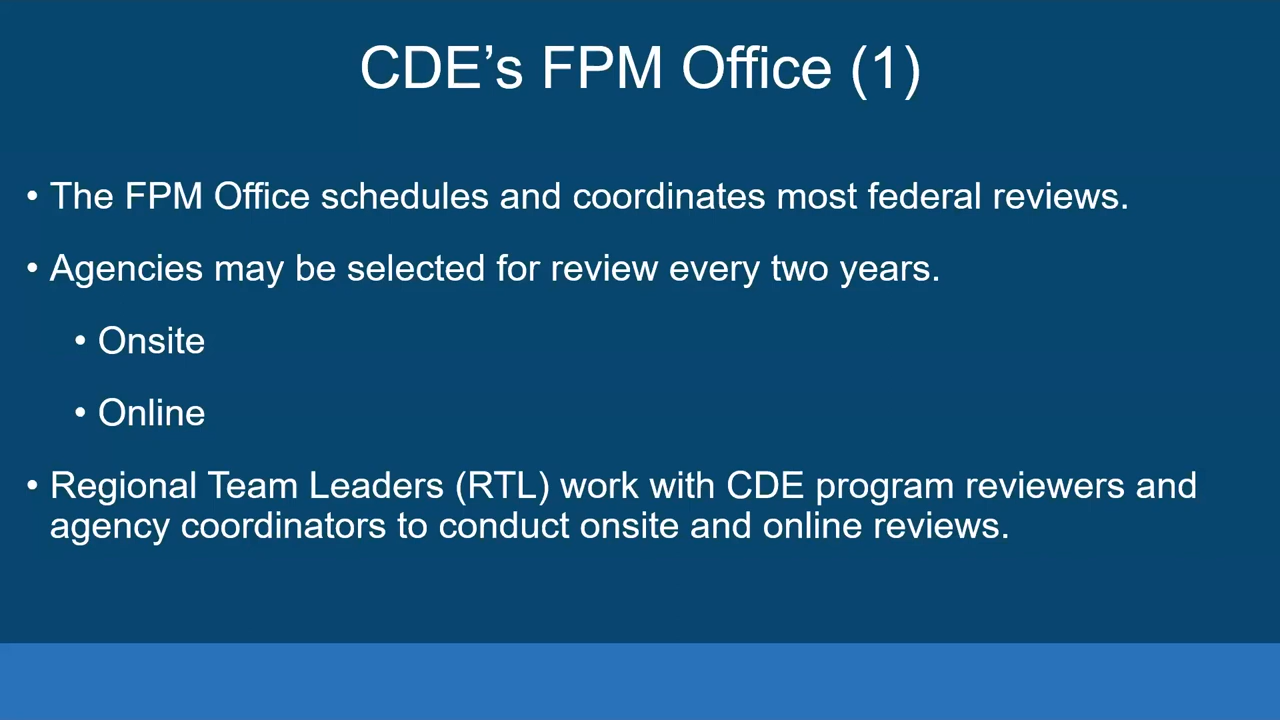 CDE’s FPM Office (1)
• The FPM Office schedules and coordinates most federal reviews.
• Agencies may be selected for review every two years.
• Onsite
• Online
• Regional Team Leaders (RTL) work with CDE program reviewers and
agency coordinators to conduct onsite and online reviews.